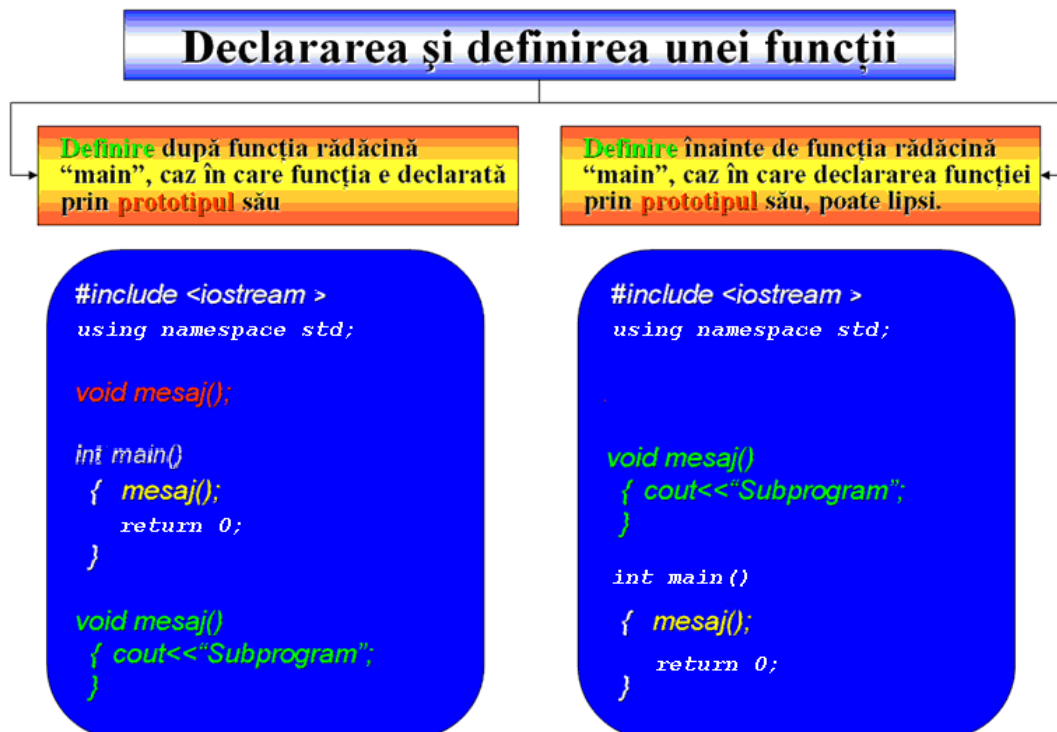 Declararea şi definirea unei funcţii
Definire după funcţia rădăcină
“main”, caz în care funcţia e declarată
prin prototipul său
Definire înainte de funcţia rădăcină
“main”, caz în care declararea funcţiei
prin prototipul său, poate lipsi.
#include <iostream >
using namespace std;
void mesaj();
int main()
{ mesaj();
return 0;
}
void mesaj()
{ cout<<“Subprogram”;
}
#include <iostream >
using namespace std;
void mesaj()
{ cout<<“Subprogram”;
}
int main()
{ mesaj();
return 0;
}